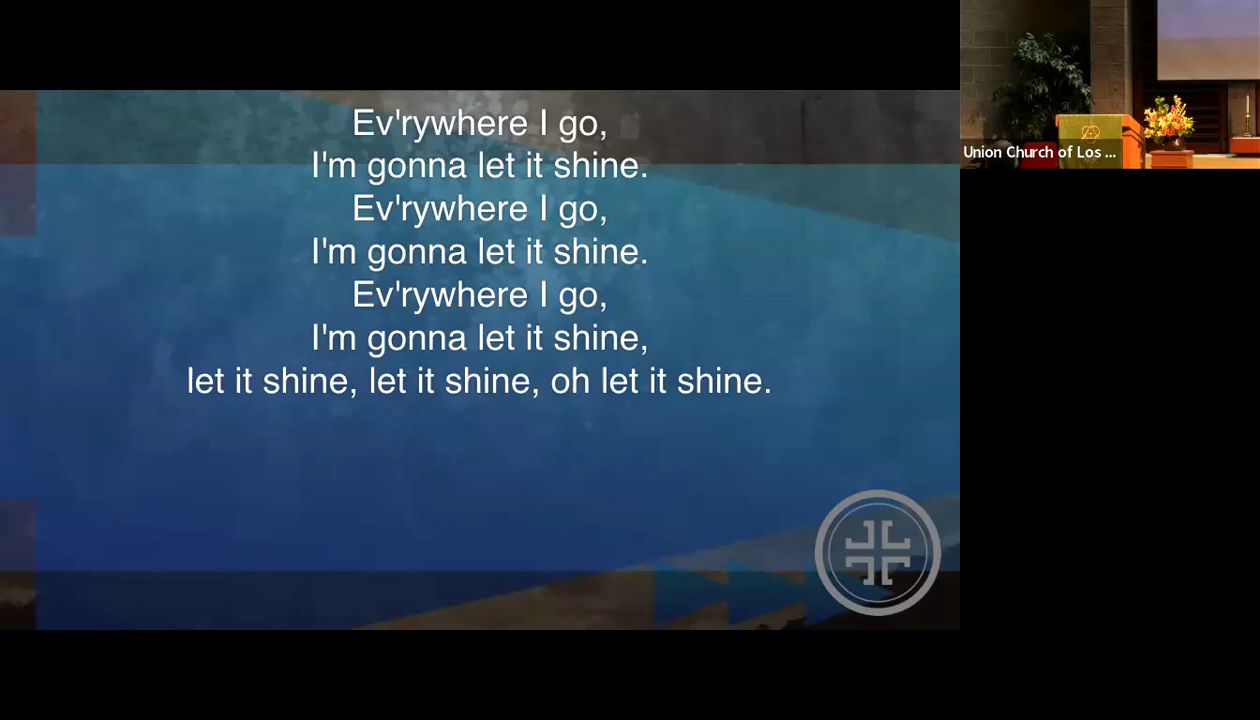 Ev'rywhere I go,
I'm gonna let it shine.
Ev'rywhere I go,
I'm gonna let it shine.
Ev'rywhere I go,
I'm gonna let it shine,
let it shine, let it shine, oh let it shine.
Union Church of Los ...